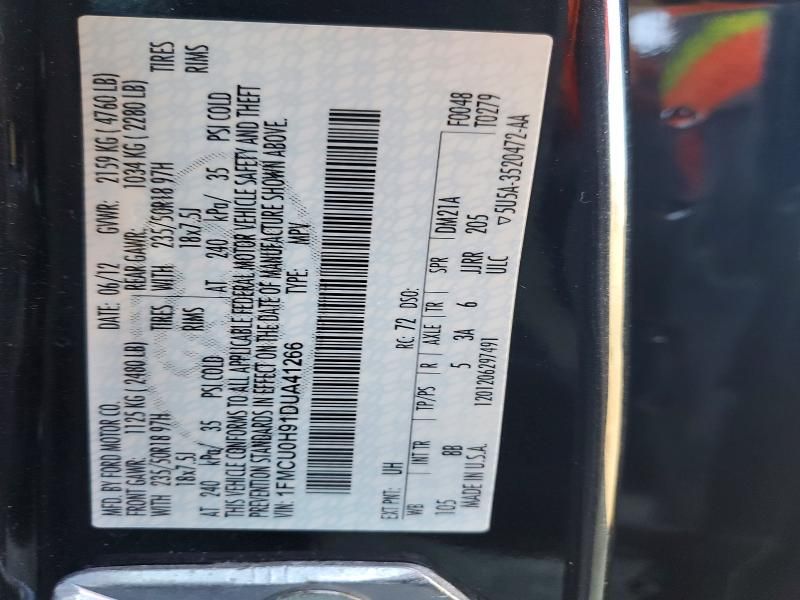 MFD. BY FORD MOTOR CO. DATE: 06/12 GVWR: 2159 KG ( 4760 LB)
FRONT GAWR: 1125 KG ( 2480 LB) REAR GAWR: 1034 KG ( 2280 LB)
WITH 235/50R18 97H TIRES WITH 235/50R18 97H TIRES
18x7.5J RIMS 18x7.5J RIMS
AT 240 kPa/ 35 PSI COLD AT 240 kPa/ 35 PSI COLD
THIS VEHICLE CONFORMS TO ALL APPLICABLE FEDERAL MOTOR VEHICLE SAFETY AND THEFT
PREVENTION STANDARDS IN EFFECT ON THE DATE OF MANUFACTURE SHOWN ABOVE.
VIN: 1FMCU0H91DUA41266 TYPE: MPV
EXT PNT: UH RC: 72 DSO: F0048
WB INT TR TP/PS R AXLE TR SPR DM21A T0279
105 BB 5 3A 6 JJRR 205
MADE IN U.S.A. 1201206297491 ULC ▽5U5A-3520472-AA